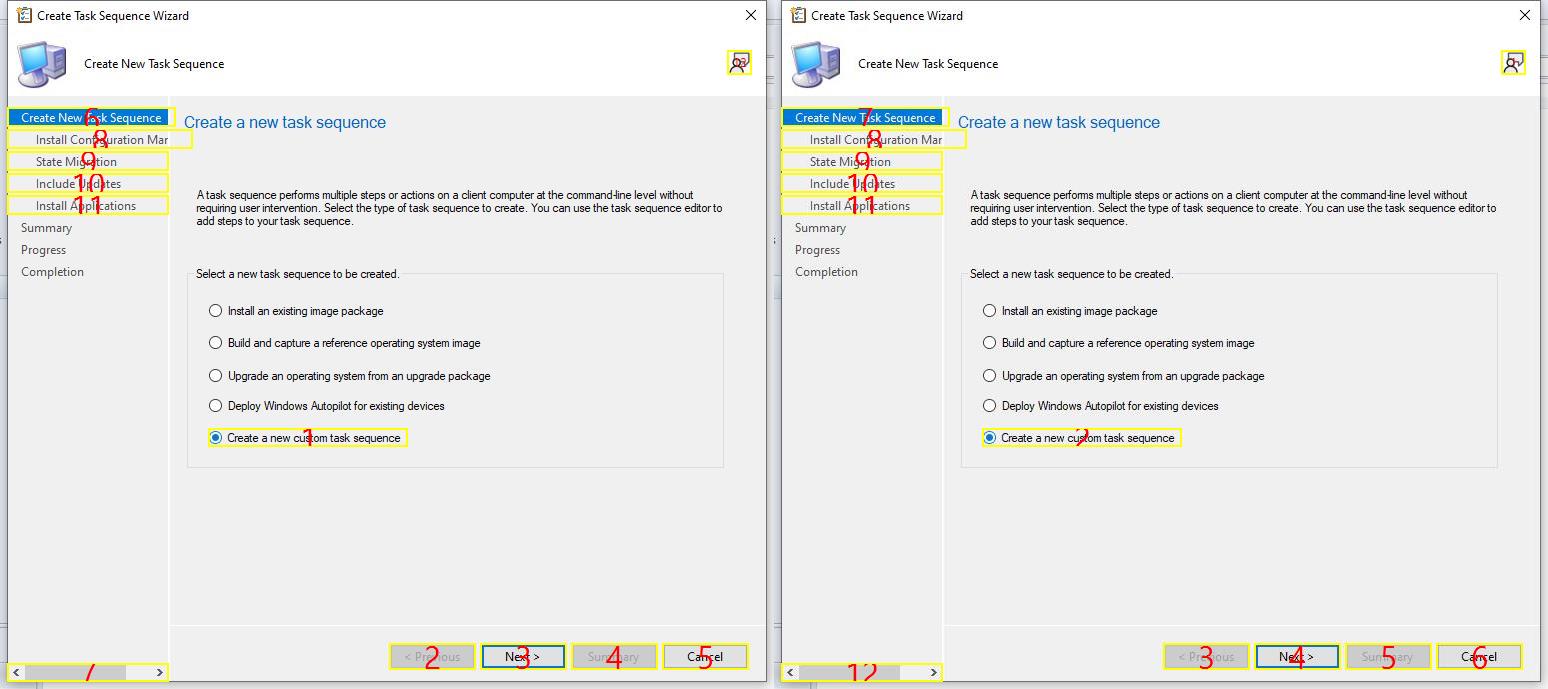 Create Task Sequence Wizard
Create New Task Sequence
Create New Task Sequence
6
Install Configuration Mar
8
State Migration
9
Include Updates
10
Install Applications
11
Summary
Progress
Completion
Create a new task sequence
A task sequence performs multiple steps or actions on a client computer at the command-line level without
requiring user intervention. Select the type of task sequence to create. You can use the task sequence editor to
add steps to your task sequence.
Select a new task sequence to be created.
Install an existing image package
Build and capture a reference operating system image
Upgrade an operating system from an upgrade package
Deploy Windows Autopilot for existing devices
Create a new custom task sequence
1
< Previous
2
Next >
3
Summary
4
Cancel
5
7
Create Task Sequence Wizard
Create New Task Sequence
Create New Task Sequence
7
Install Configuration Mar
8
State Migration
9
Include Updates
10
Install Applications
11
Summary
Progress
Completion
Create a new task sequence
A task sequence performs multiple steps or actions on a client computer at the command-line level without
requiring user intervention. Select the type of task sequence to create. You can use the task sequence editor to
add steps to your task sequence.
Select a new task sequence to be created.
Install an existing image package
Build and capture a reference operating system image
Upgrade an operating system from an upgrade package
Deploy Windows Autopilot for existing devices
Create a new custom task sequence
2
< Previous
3
Next >
4
Summary
5
Cancel
6
12